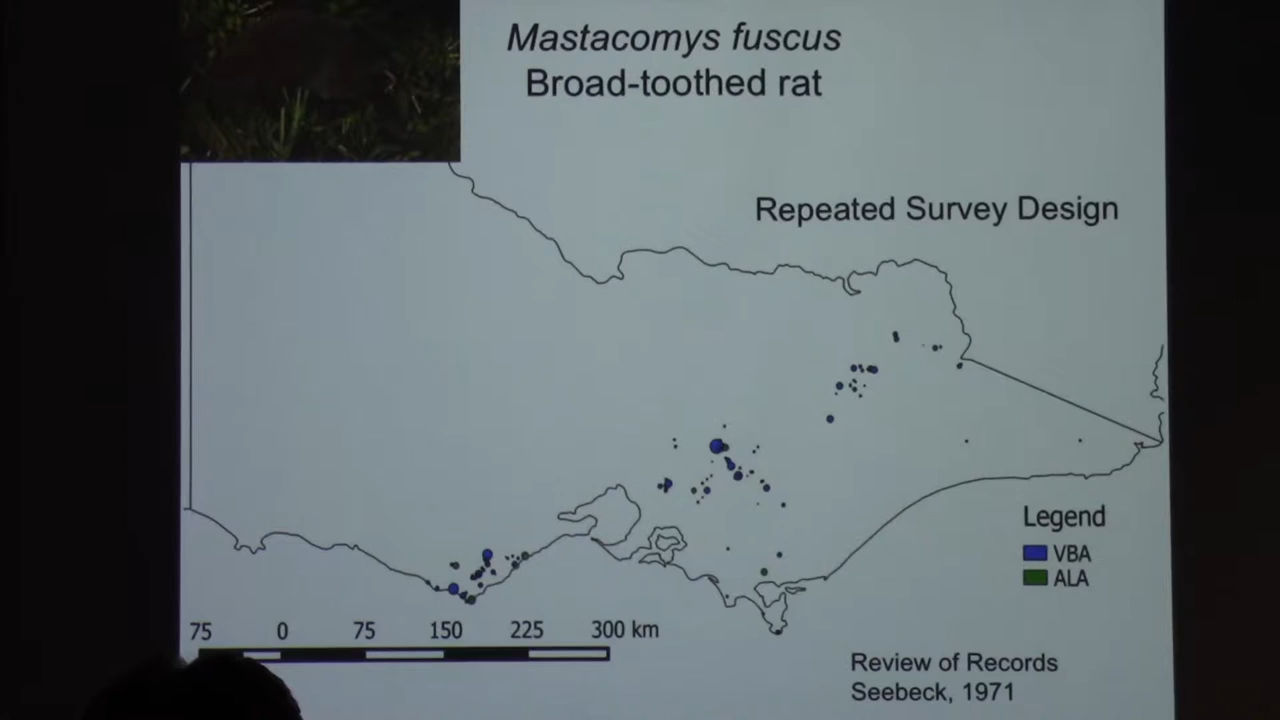 Mastacomys fuscus
Broad-toothed rat
Repeated Survey Design
Legend
VBA
ALA
75 0 75 150 225 300 km
Review of Records
Seebeck, 1971